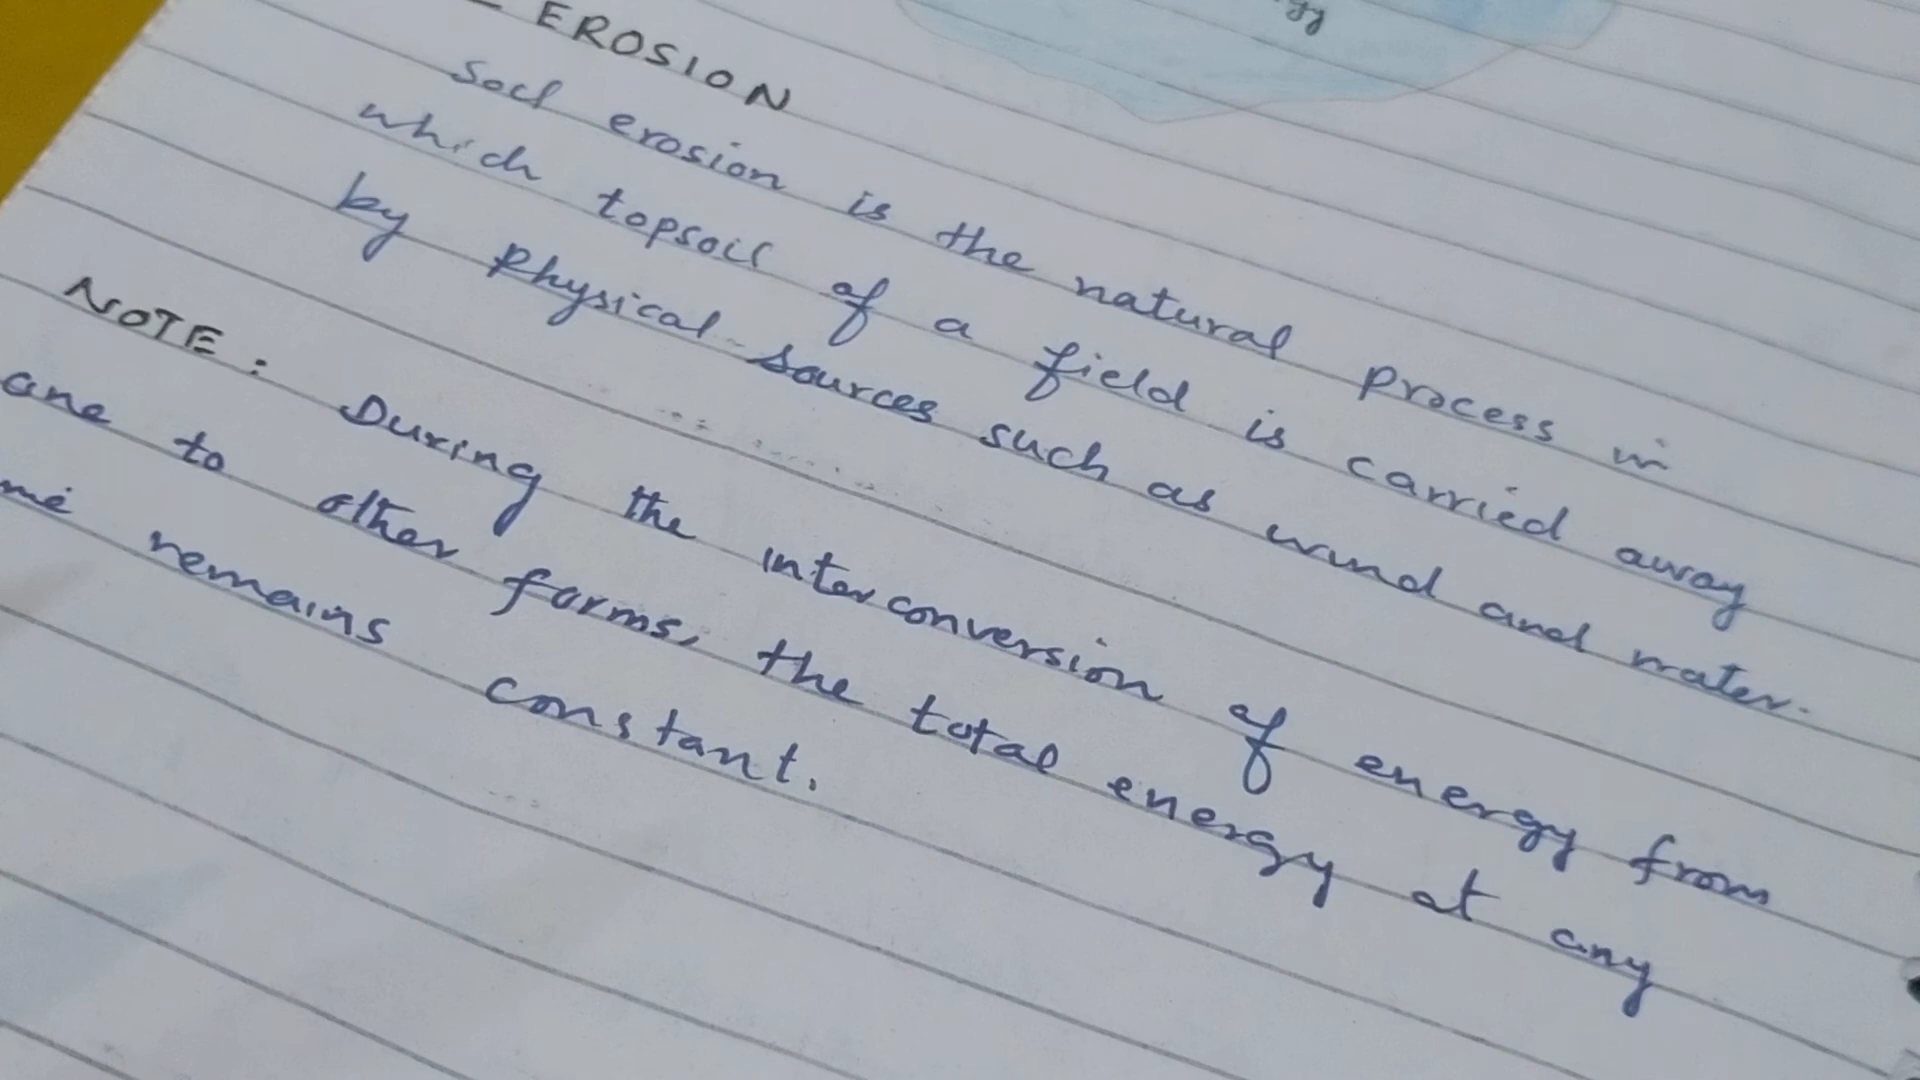 EROSION
Soil erosion is the natural process in
which topsoil of a field is carried away
by Physical sources such as wind and water.
NOTE: During the interconversion of energy from
one to other forms, the total energy at any
me remains constant.